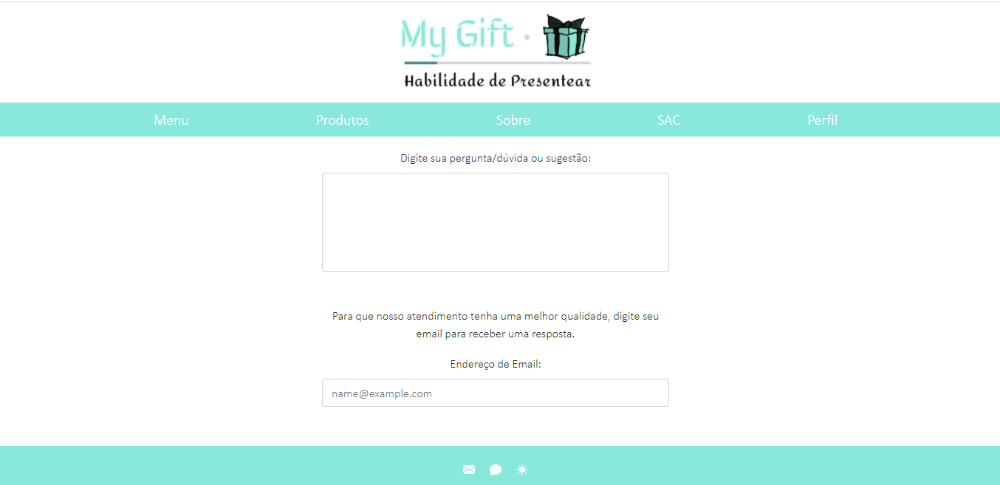 My Gift
Habilidade de Presentear
Menu Produtos Sobre SAC Perfil
Digite sua pergunta/dúvida ou sugestão:
Para que nosso atendimento tenha uma melhor qualidade, digite seu
email para receber uma resposta.
Endereço de Email:
name@example.com